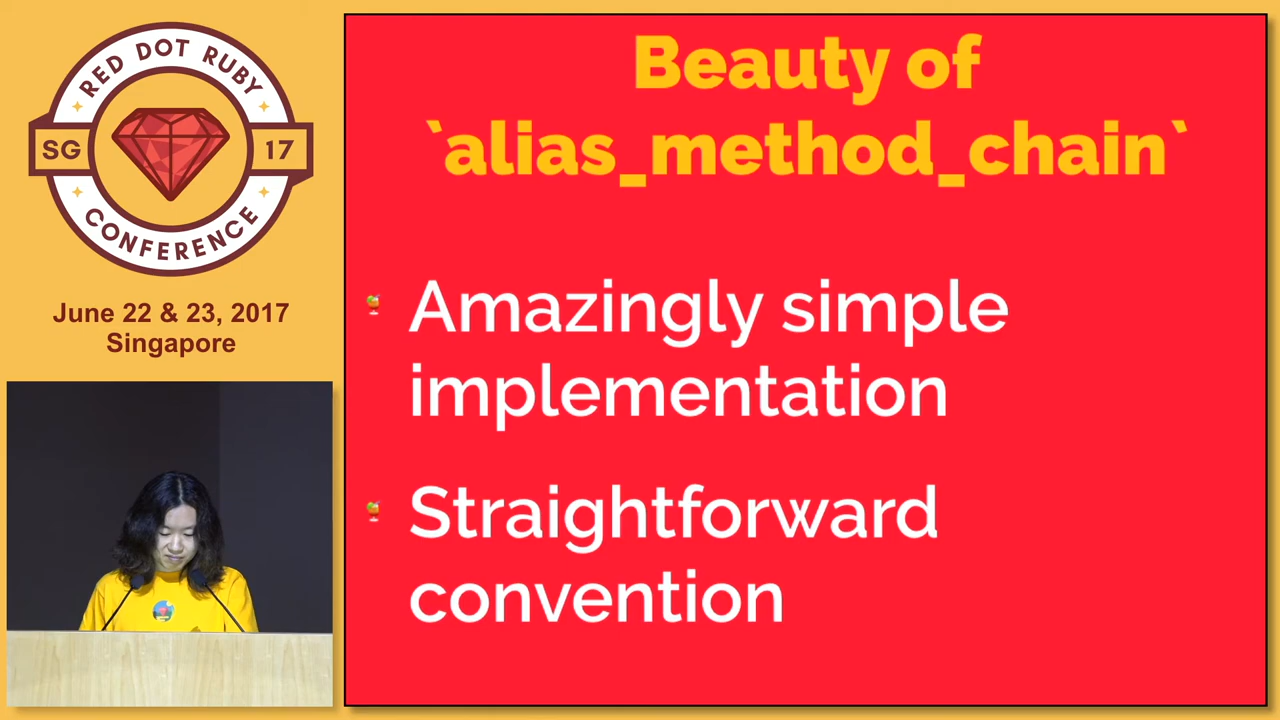 RED DOT RUBY
SG
17
CONFERENCE
June 22 & 23, 2017
Singapore
Beauty of
`alias_method_chain`
Amazingly simple
implementation
Straightforward
convention